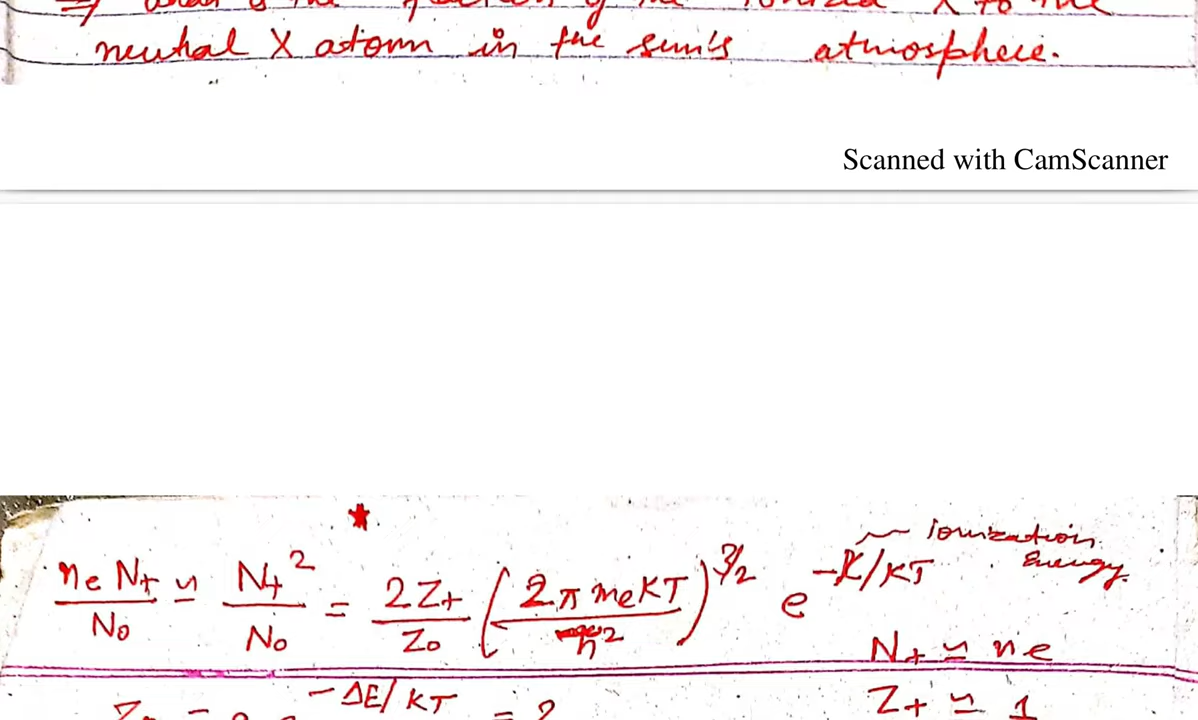 neutral X atom in the sun's atmosphere.
Scanned with CamScanner
★
Ionization Energy.
neN+/N0 ≃ N+²/N0 = 2Z+/Z0 (2π meKT/h²)^3/2 e^-χ/KT
N+ ≃ ne
e^-ΔE/KT = 2
Z+ ≃ 1